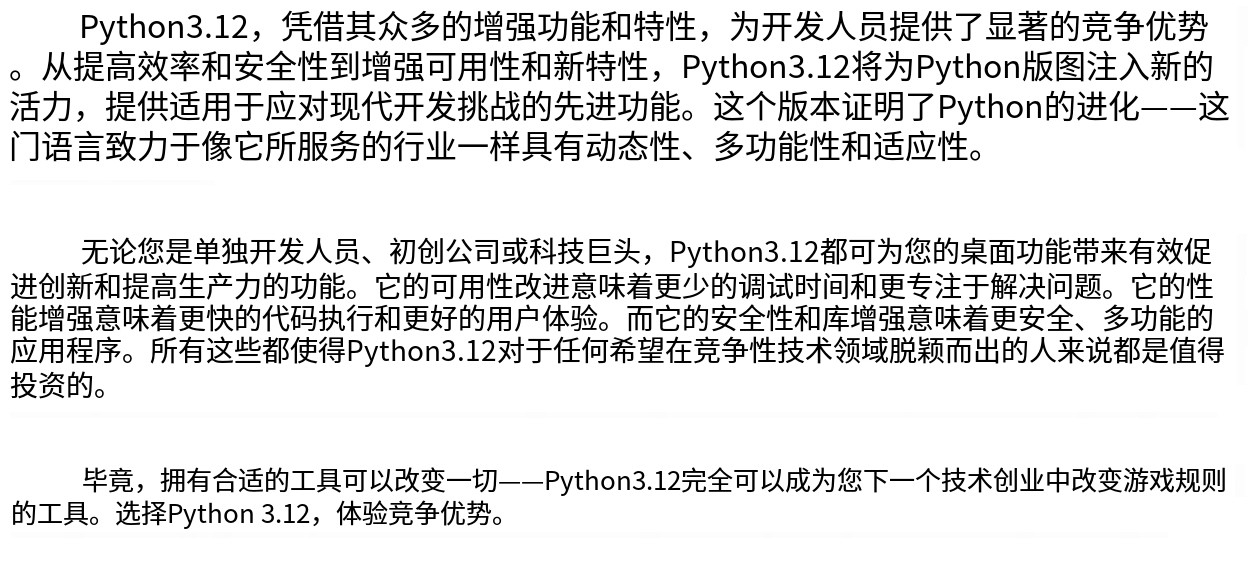 Python3.12，凭借其众多的增强功能和特性，为开发人员提供了显著的竞争优势
。从提高效率和安全性到增强可用性和新特性，Python3.12将为Python版图注入新的
活力，提供适用于应对现代开发挑战的先进功能。这个版本证明了Python的进化——这
门语言致力于像它所服务的行业一样具有动态性、多功能性和适应性。
无论您是单独开发人员、初创公司或科技巨头，Python3.12都可为您的桌面功能带来有效促
进创新和提高生产力的功能。它的可用性改进意味着更少的调试时间和更专注于解决问题。它的性
能增强意味着更快的代码执行和更好的用户体验。而它的安全性和库增强意味着更安全、多功能的
应用程序。所有这些都使得Python3.12对于任何希望在竞争性技术领域脱颖而出的人来说都是值得
投资的。
毕竟，拥有合适的工具可以改变一切——Python3.12完全可以成为您下一个技术创业中改变游戏规则
的工具。选择Python 3.12，体验竞争优势。